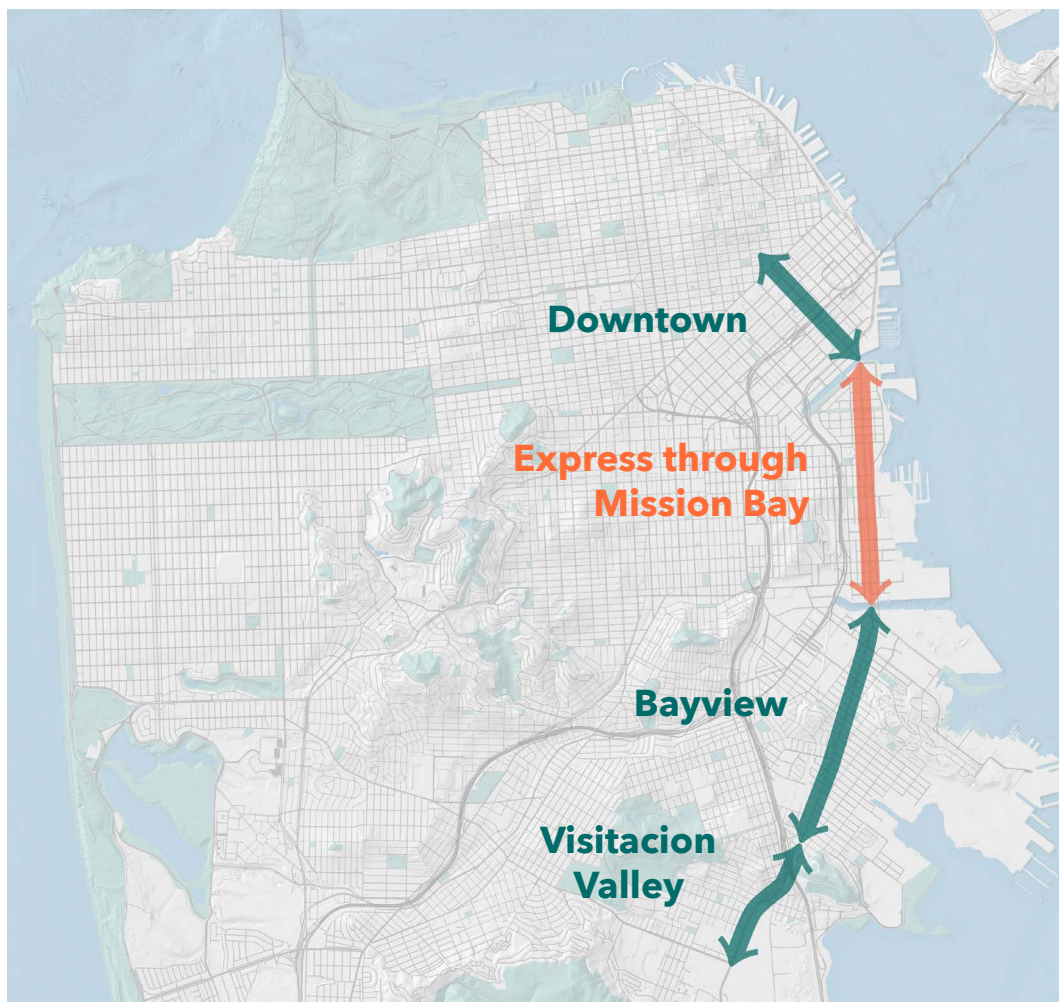 Downtown
Express through
Mission Bay
Bayview
Visitacion
Valley